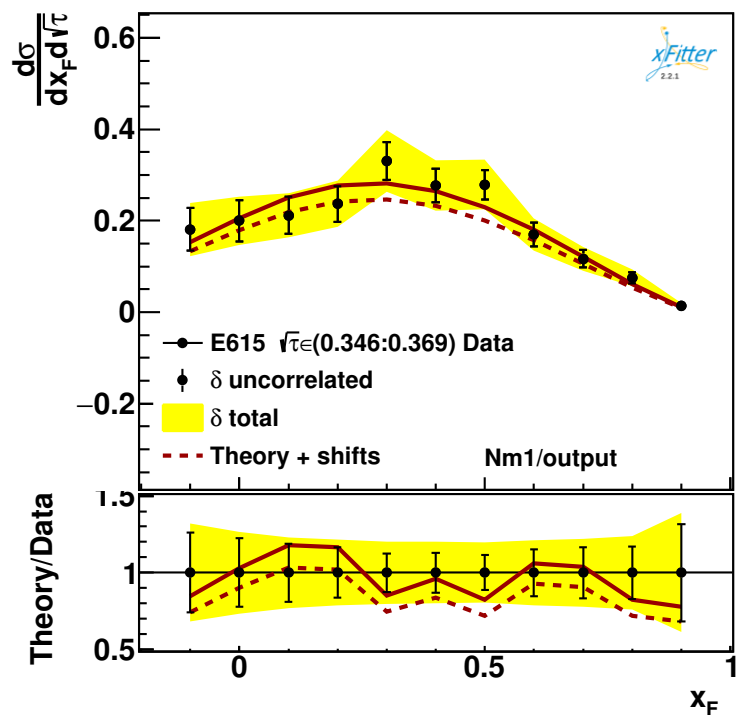 dσ
dx_F d√τ
0.6
0.4
0.2
0
−0.2
xFitter
2.2.1
E615 √τ∈(0.346:0.369) Data
δ uncorrelated
δ total
Theory + shifts
Nm1/output
Theory/Data
1.5
1
0.5
0 0.5 1
x_F